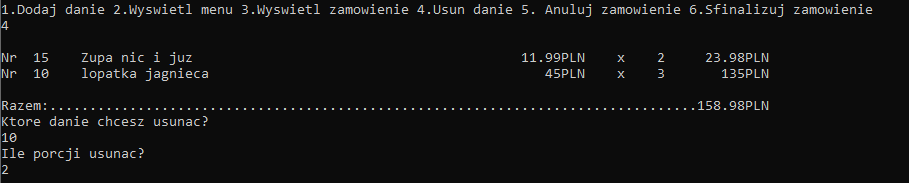 1.Dodaj danie 2.Wyswietl menu 3.Wyswietl zamowienie 4.Usun danie 5. Anuluj zamowienie 6.Sfinalizuj zamowienie
4
Nr 15 Zupa nic i juz 11.99PLN x 2 23.98PLN
Nr 10 lopatka jagnieca 45PLN x 3 135PLN
Razem:.................................................................................158.98PLN
Ktore danie chcesz usunac?
10
Ile porcji usunac?
2